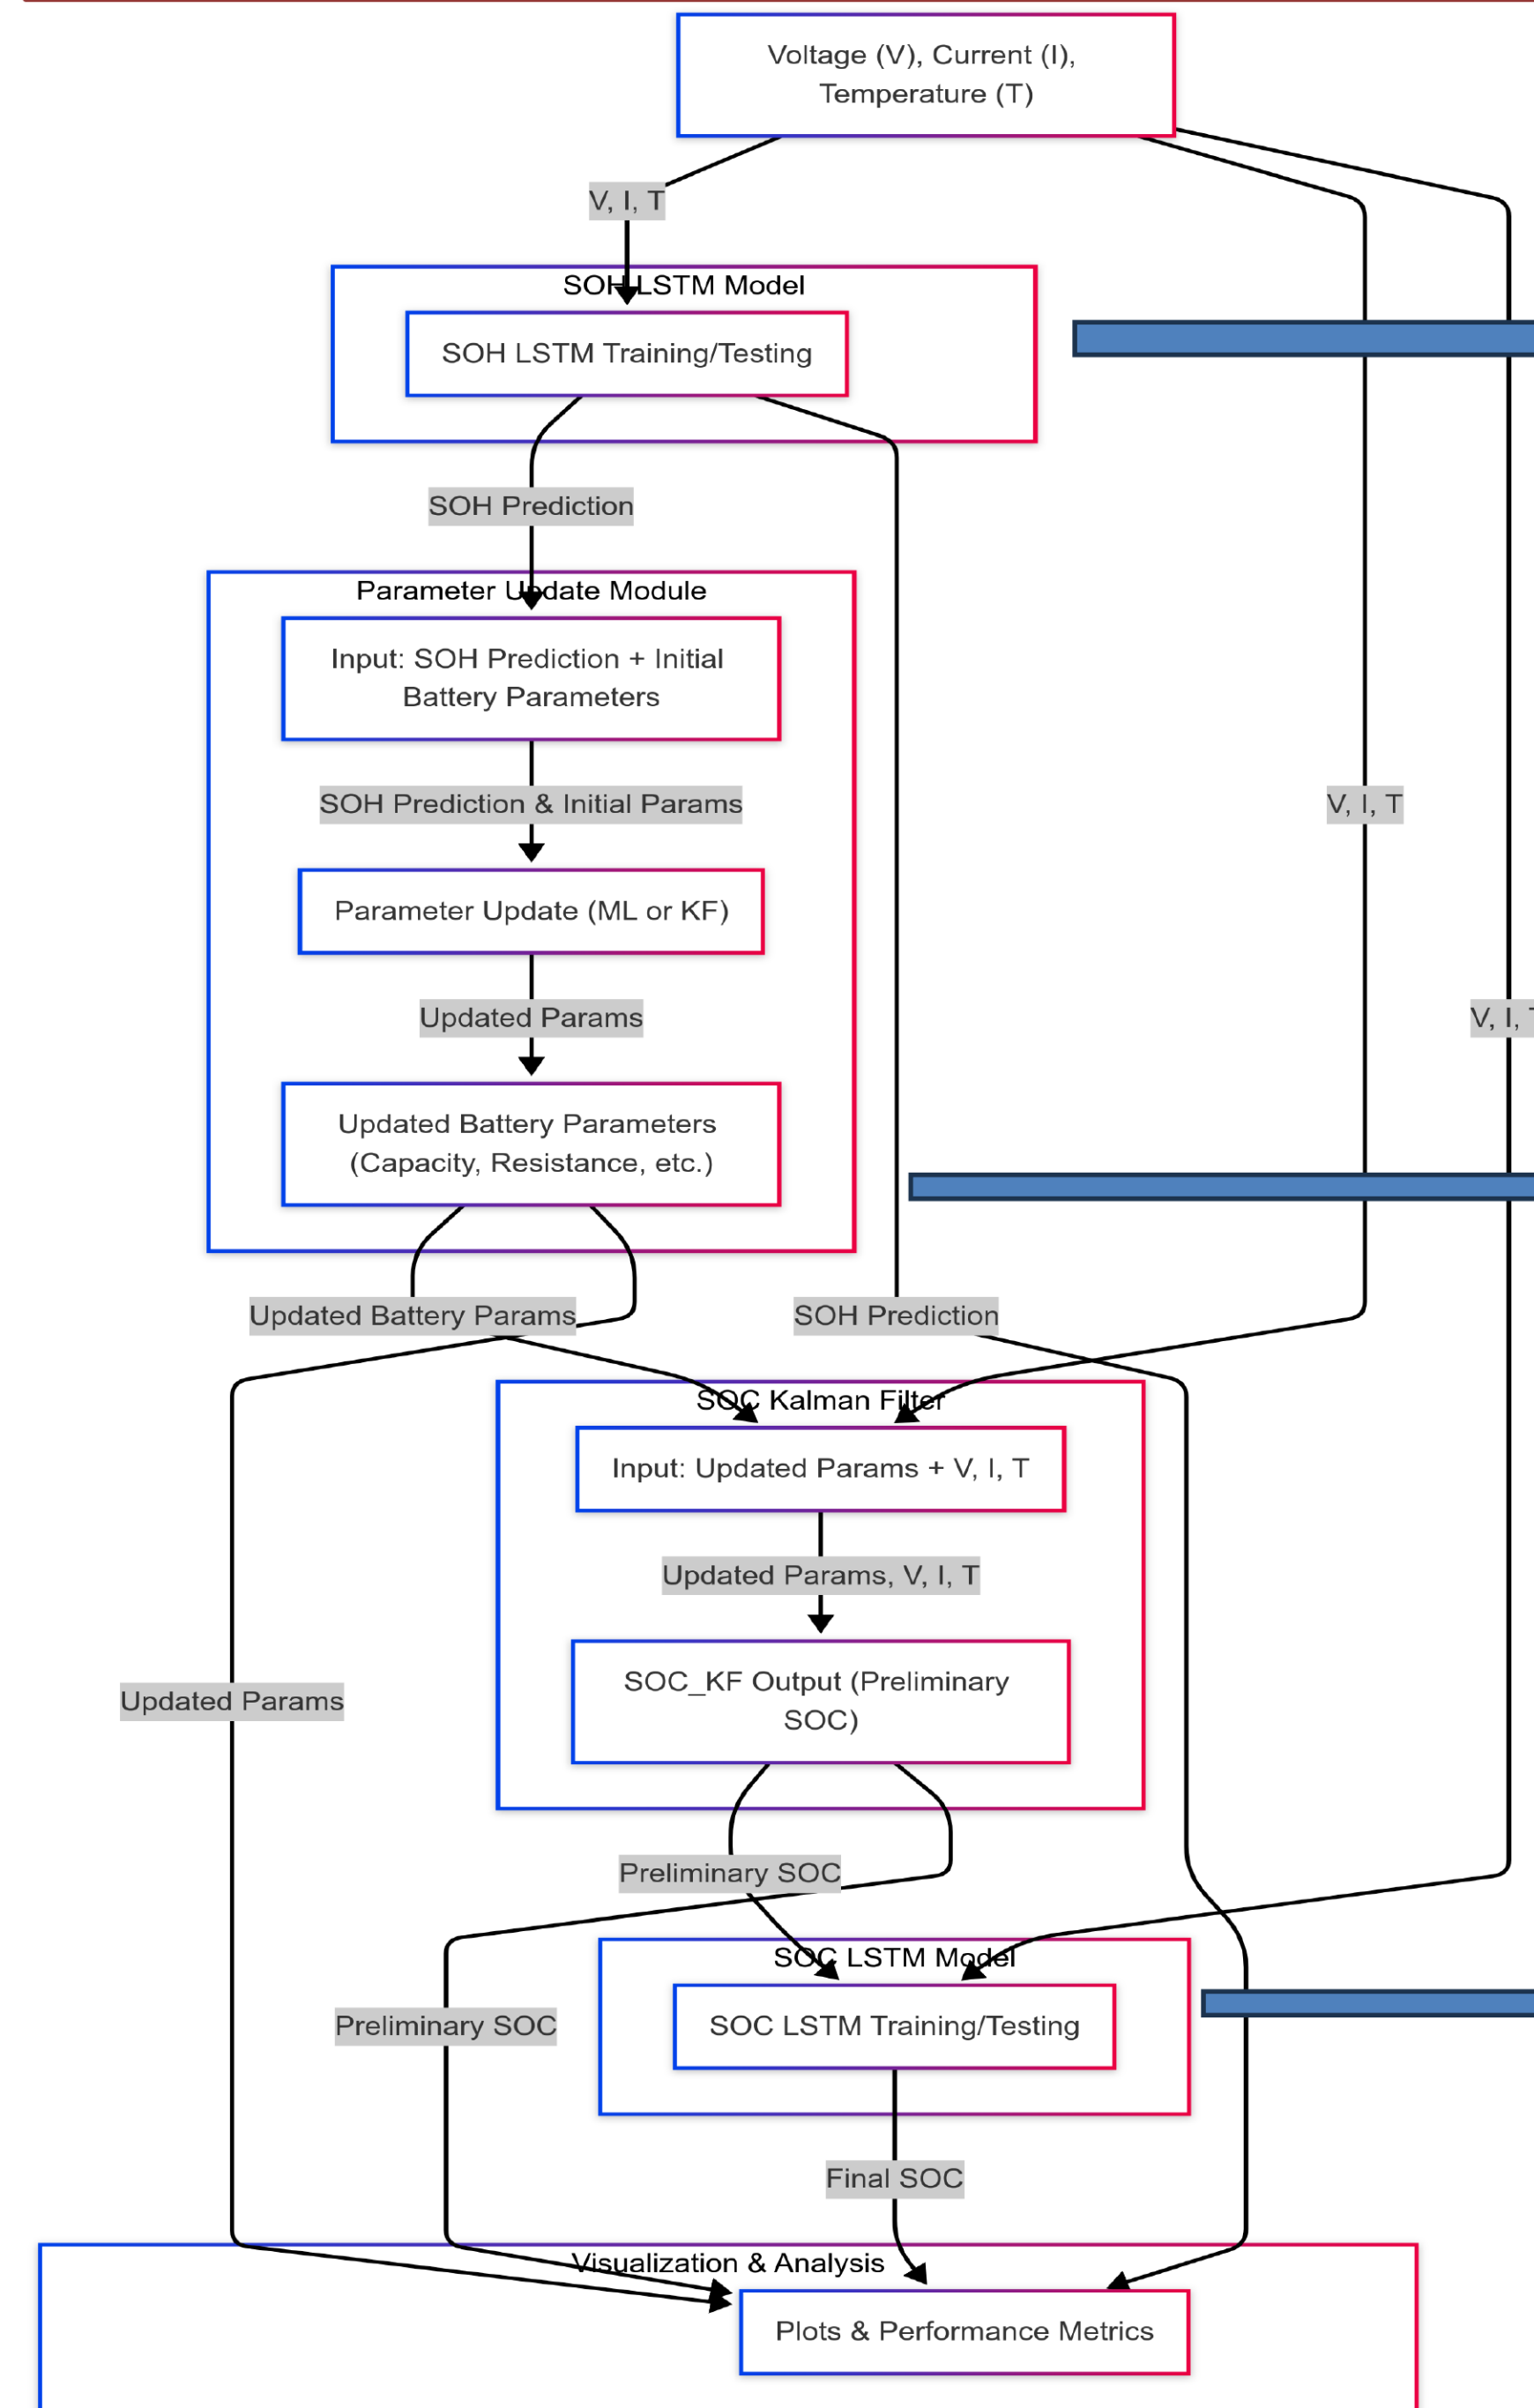 Voltage (V), Current (I),
Temperature (T)
V, I, T
SOH LSTM Model
SOH LSTM Training/Testing
SOH Prediction
Parameter Update Module
Input: SOH Prediction + Initial
Battery Parameters
SOH Prediction & Initial Params
V, I, T
Parameter Update (ML or KF)
Updated Params
V, I, T
Updated Battery Parameters
(Capacity, Resistance, etc.)
Updated Battery Params
SOH Prediction
SOC Kalman Filter
Input: Updated Params + V, I, T
Updated Params, V, I, T
SOC_KF Output (Preliminary
SOC)
Updated Params
Preliminary SOC
SOC LSTM Model
SOC LSTM Training/Testing
Preliminary SOC
Final SOC
Visualization & Analysis
Plots & Performance Metrics